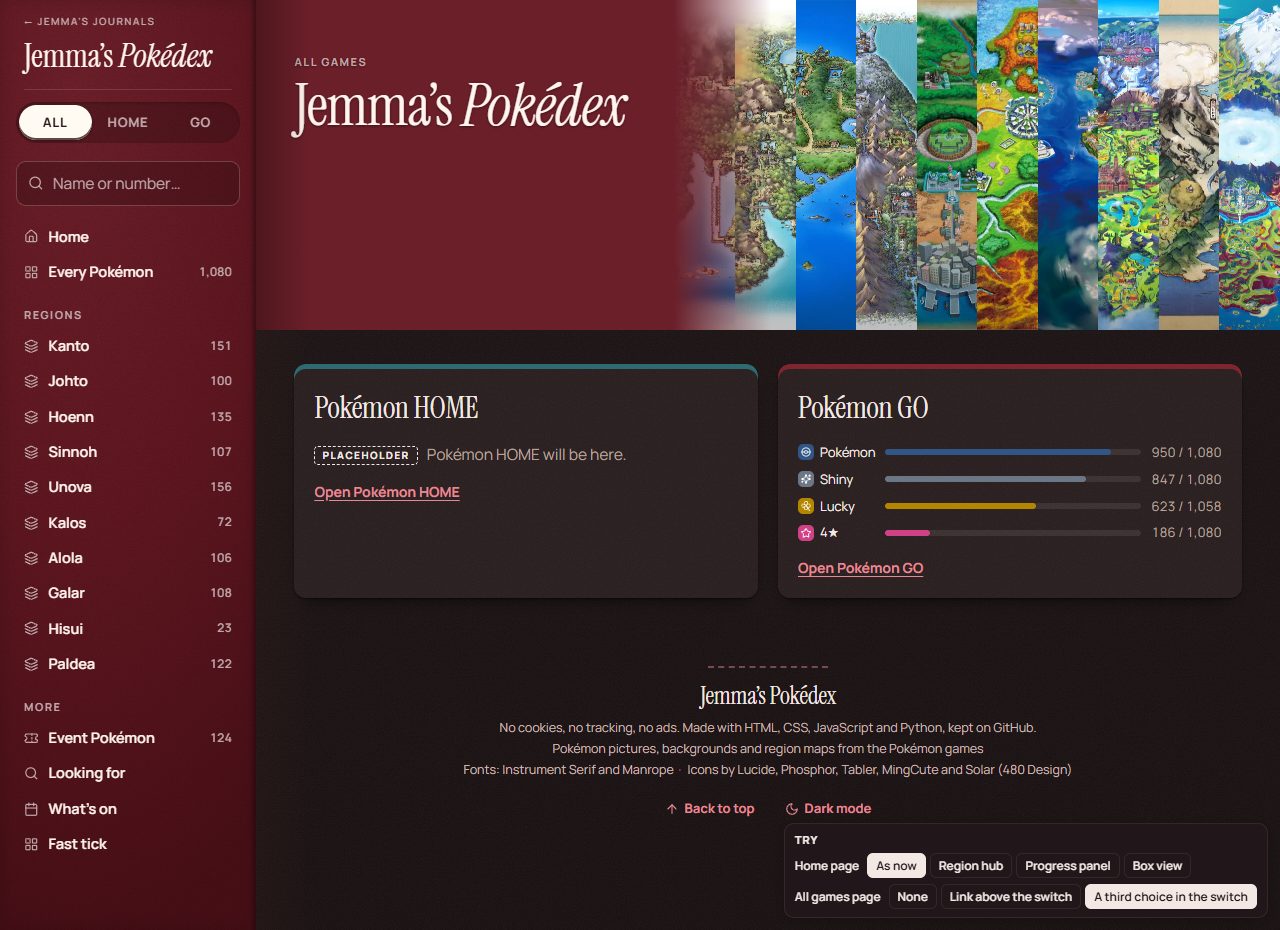 ← JEMMA'S JOURNALS
Jemma's Pokédex
ALL HOME GO
Name or number...
Home
Every Pokémon 1,080
REGIONS
Kanto 151
Johto 100
Hoenn 135
Sinnoh 107
Unova 156
Kalos 72
Alola 106
Galar 108
Hisui 23
Paldea 122
MORE
Event Pokémon 124
Looking for
What's on
Fast tick
ALL GAMES
Jemma's Pokédex
Pokémon HOME
PLACEHOLDER Pokémon HOME will be here.
Open Pokémon HOME
Pokémon GO
Pokémon 950 / 1,080
Shiny 847 / 1,080
Lucky 623 / 1,058
4★ 186 / 1,080
Open Pokémon GO
Jemma's Pokédex
No cookies, no tracking, no ads. Made with HTML, CSS, JavaScript and Python, kept on GitHub.
Pokémon pictures, backgrounds and region maps from the Pokémon games
Fonts: Instrument Serif and Manrope · Icons by Lucide, Phosphor, Tabler, MingCute and Solar (480 Design)
↑ Back to top Dark mode
TRY
Home page As now Region hub Progress panel Box view
All games page None Link above the switch A third choice in the switch